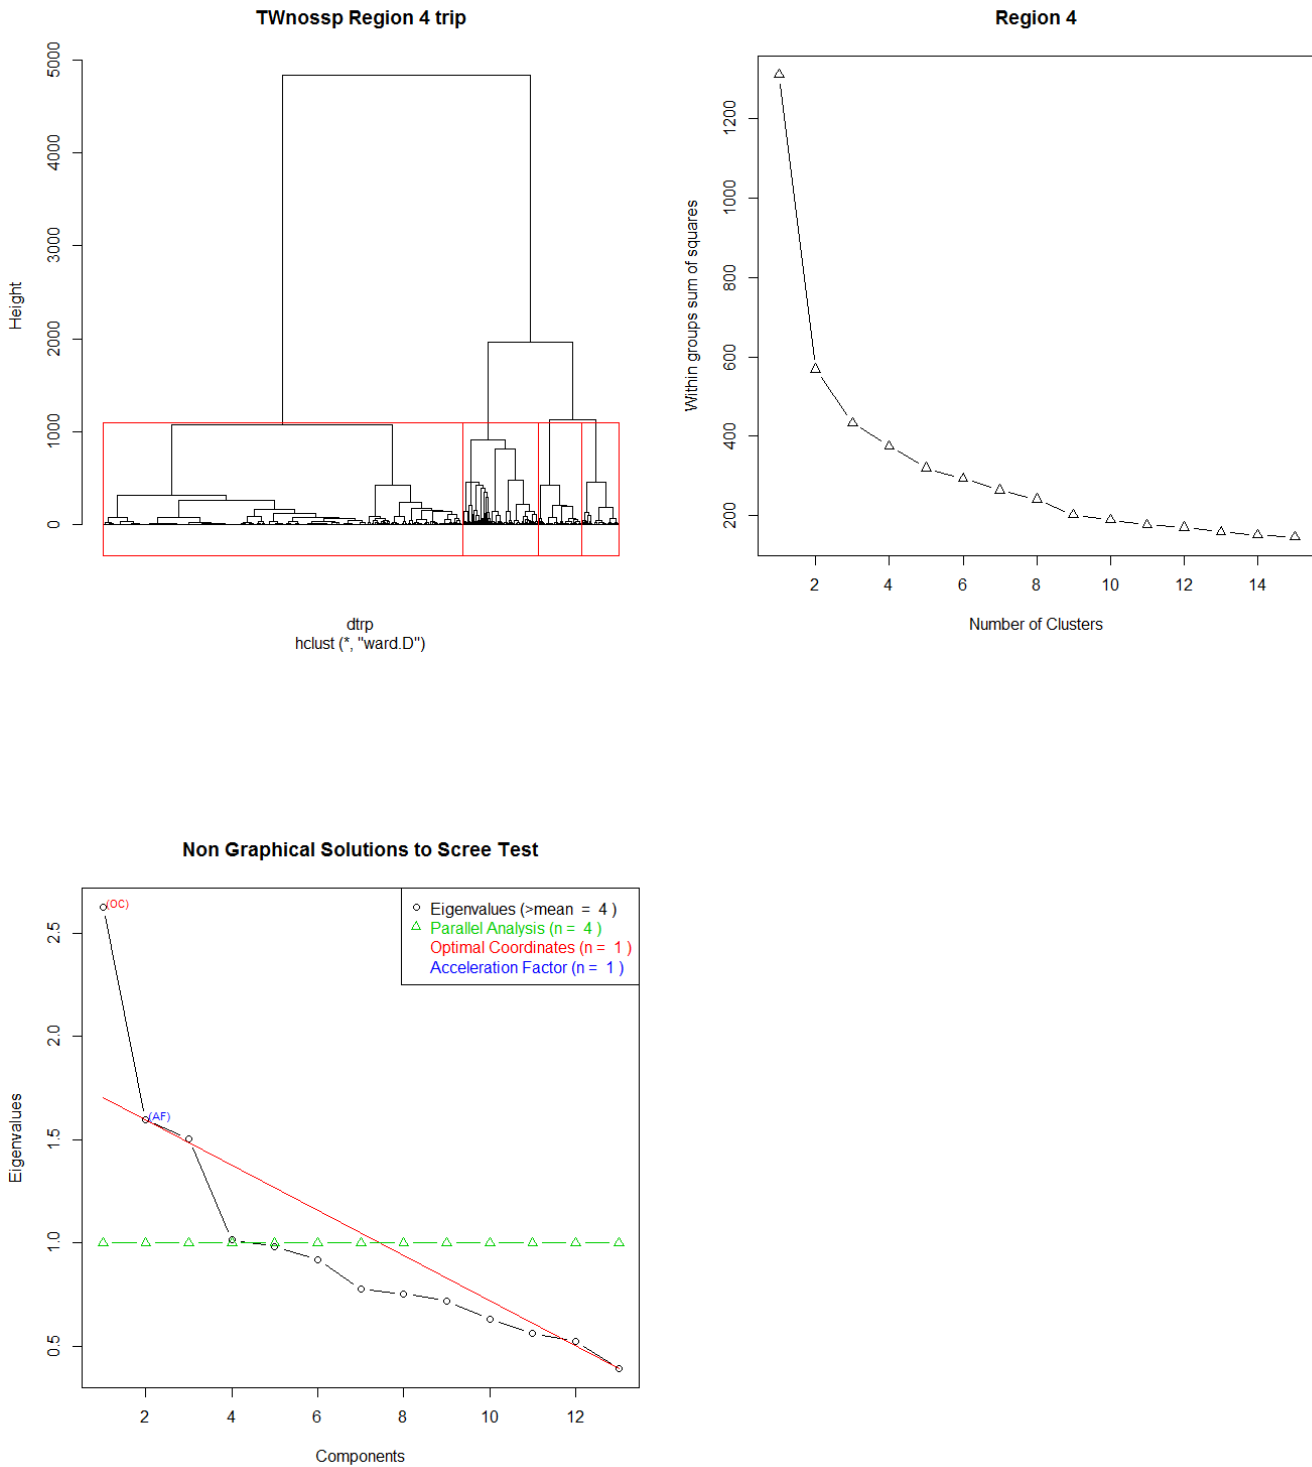 TWnossp Region 4 trip
Height
5000
4000
3000
2000
1000
0
dtrp
hclust (*, "ward.D")
Region 4
Within groups sum of squares
1200
1000
800
600
400
200
2 4 6 8 10 12 14
Number of Clusters
Non Graphical Solutions to Scree Test
Eigenvalues
2.5
2.0
1.5
1.0
0.5
(OC)
(AF)
Eigenvalues (>mean = 4 )
Parallel Analysis (n = 4 )
Optimal Coordinates (n = 1 )
Acceleration Factor (n = 1 )
2 4 6 8 10 12
Components